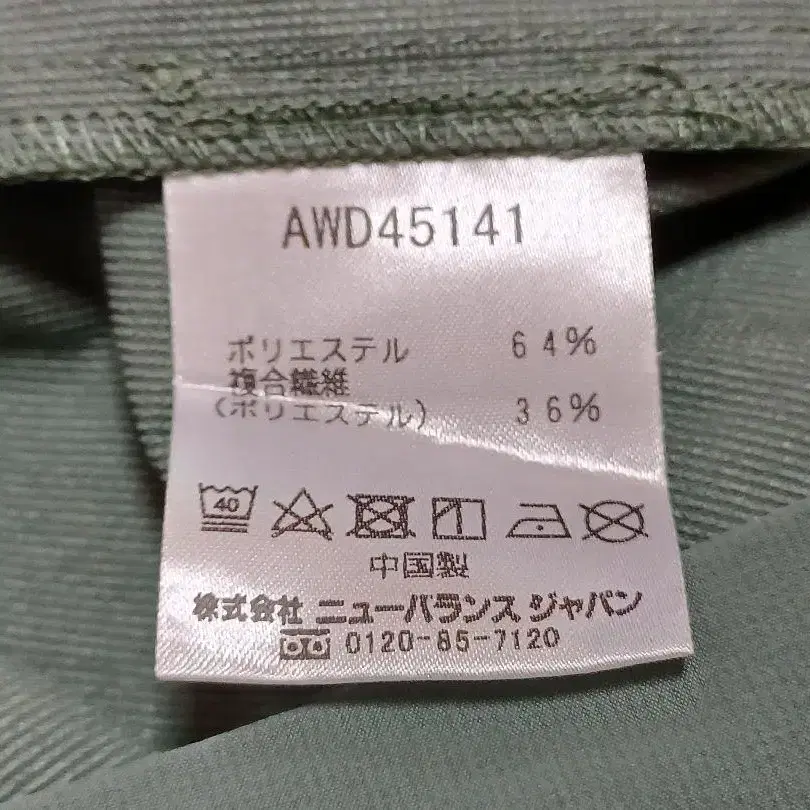 AWD45141
ポリエステル 64%
複合繊維
(ポリエステル) 36%
40
中国製
株式会社 ニューバランス ジャパン
0120-85-7120